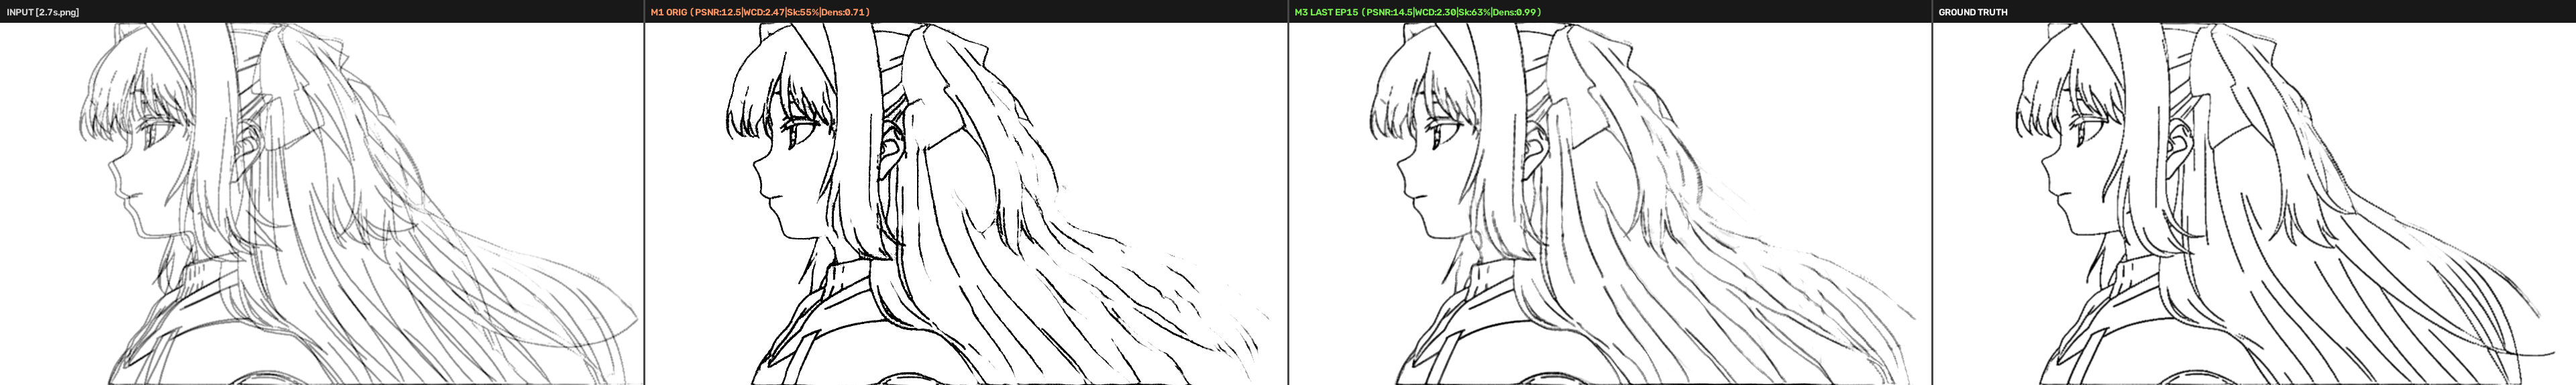 INPUT [2.7s.png]
M1 ORIG (PSNR:12.5|WCD:2.47|Sk:55%|Dens:0.71)
M3 LAST EP15 (PSNR:14.5|WCD:2.30|Sk:63%|Dens:0.99)
GROUND TRUTH